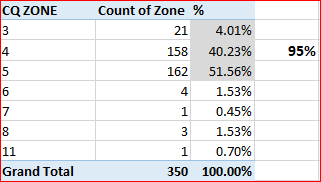 CQ ZONE Count of Zone %
3 21 4.01%
4 158 40.23% 95%
5 162 51.56%
6 4 1.53%
7 1 0.45%
8 3 1.53%
11 1 0.70%
Grand Total 350 100.00%